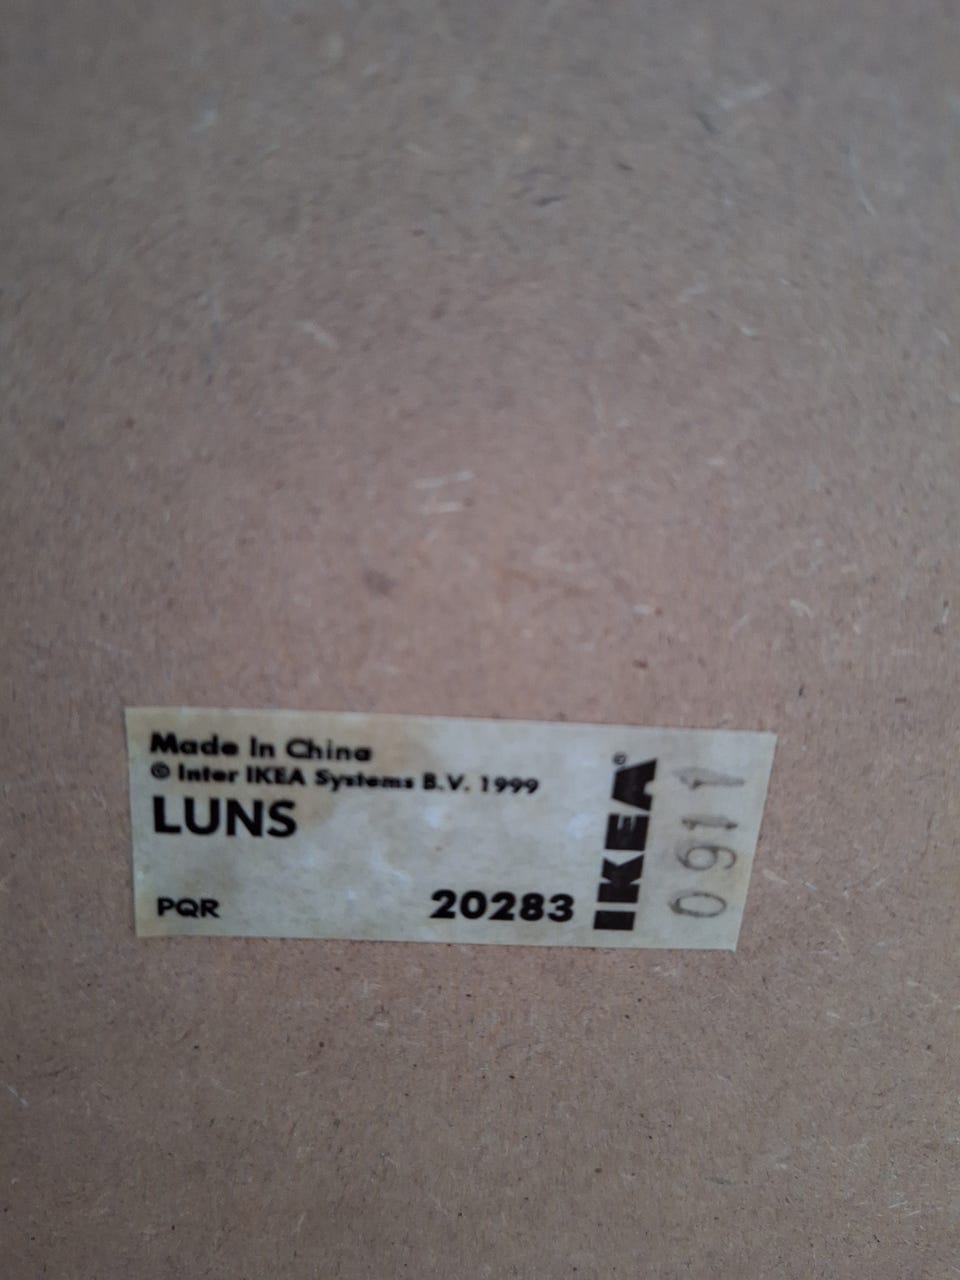 Made In China
© Inter IKEA Systems B.V. 1999
LUNS
PQR 20283
IKEA®
0911